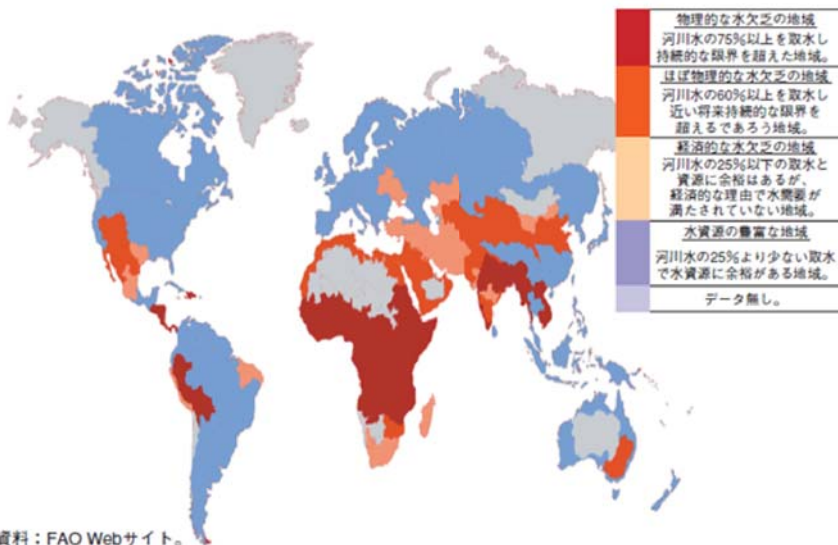 物理的な水欠乏の地域
河川水の75%以上を取水し
持続的な限界を超えた地域。
ほぼ物理的な水欠乏の地域
河川水の60%以上を取水し
近い将来持続的な限界を
超えるであろう地域。
経済的な水欠乏の地域
河川水の25%以下の取水と
資源に余裕はあるが、
経済的な理由で水需要が
満たされていない地域。
水資源の豊富な地域
河川水の25%より少ない取水
で水資源に余裕がある地域。
データ無し。
資料：FAO Webサイト。